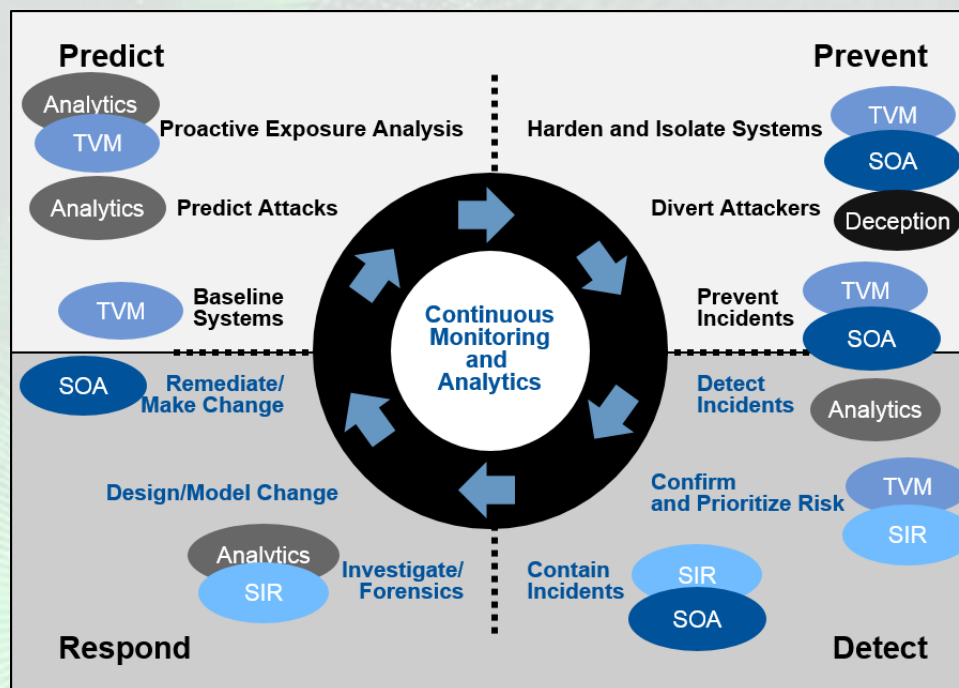 Predict
Analytics
TVM
Proactive Exposure Analysis
Analytics
Predict Attacks
TVM
Baseline
Systems
Prevent
Harden and Isolate Systems
TVM
SOA
Divert Attackers
Deception
Prevent
Incidents
TVM
SOA
Continuous
Monitoring
and
Analytics
SOA
Remediate/
Make Change
Design/Model Change
Analytics
SIR
Investigate/
Forensics
Respond
Detect
Incidents
Analytics
Confirm
and Prioritize Risk
TVM
SIR
Contain
Incidents
SIR
SOA
Detect